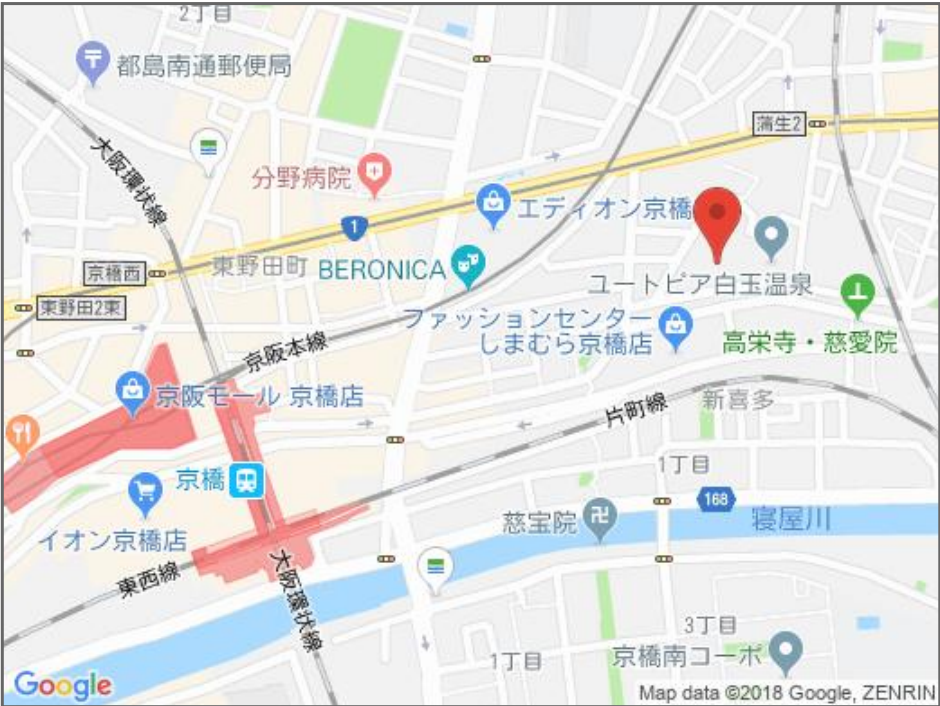 2丁目
都島南通郵便局
大阪環状線
蒲生2
分野病院
エディオン京橋
1
京橋西
東野田町
BERONICA
ユートピア白玉温泉
東野田2東
ファッションセンター
しまむら京橋店
高栄寺・慈愛院
京阪本線
京阪モール 京橋店
片町線
新喜多
京橋
1丁目
168
イオン京橋店
慈宝院
寝屋川
東西線
大阪環状線
3丁目
1丁目
京橋南コーポ
Google
Map data ©2018 Google, ZENRIN